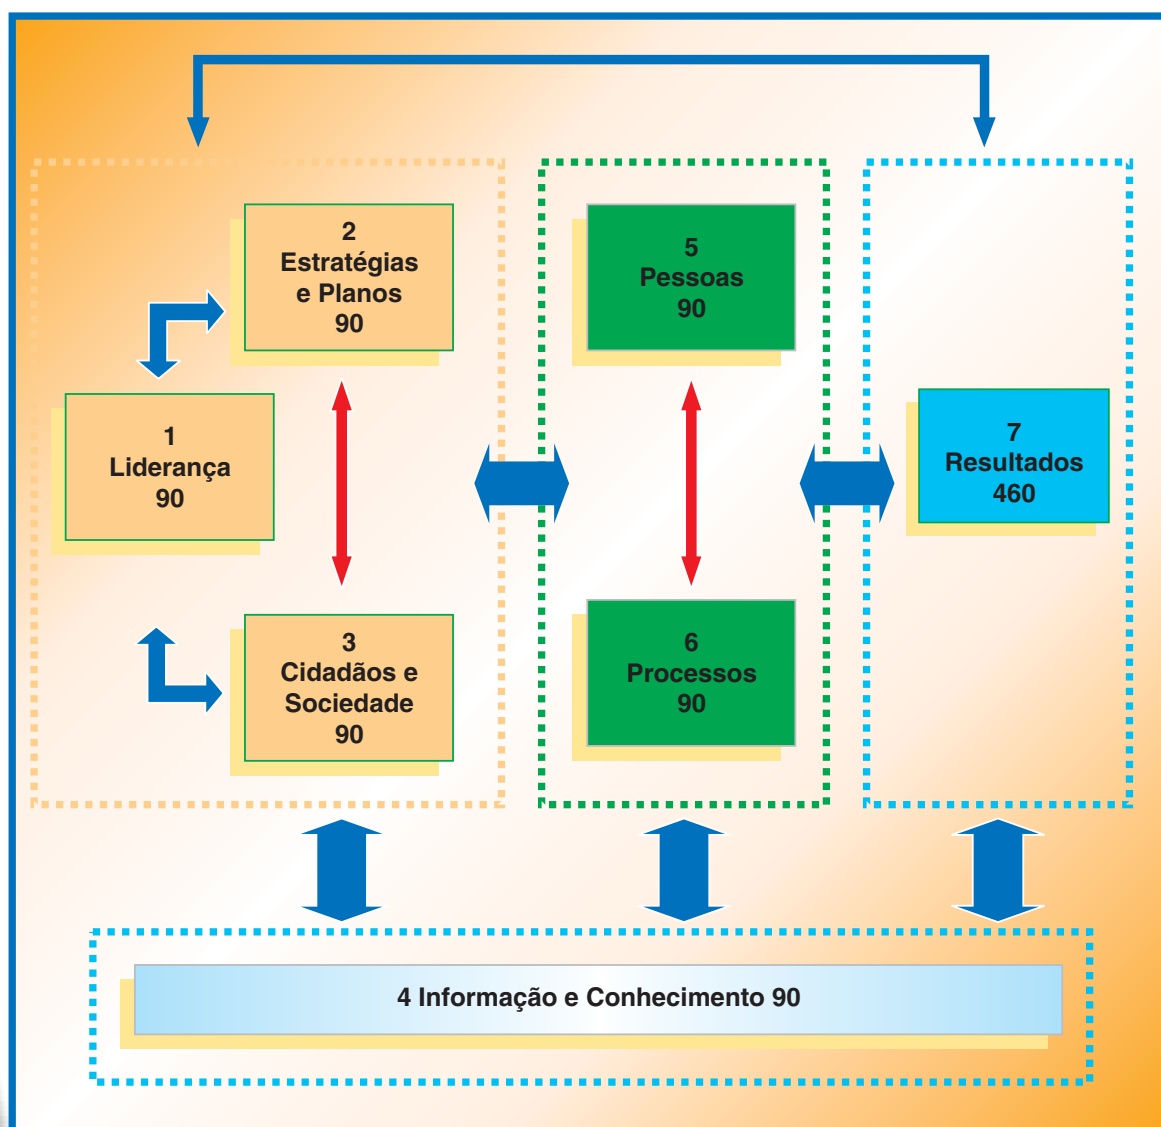 1
Liderança
90
2
Estratégias
e Planos
90
3
Cidadãos e
Sociedade
90
5
Pessoas
90
6
Processos
90
7
Resultados
460
4 Informação e Conhecimento 90